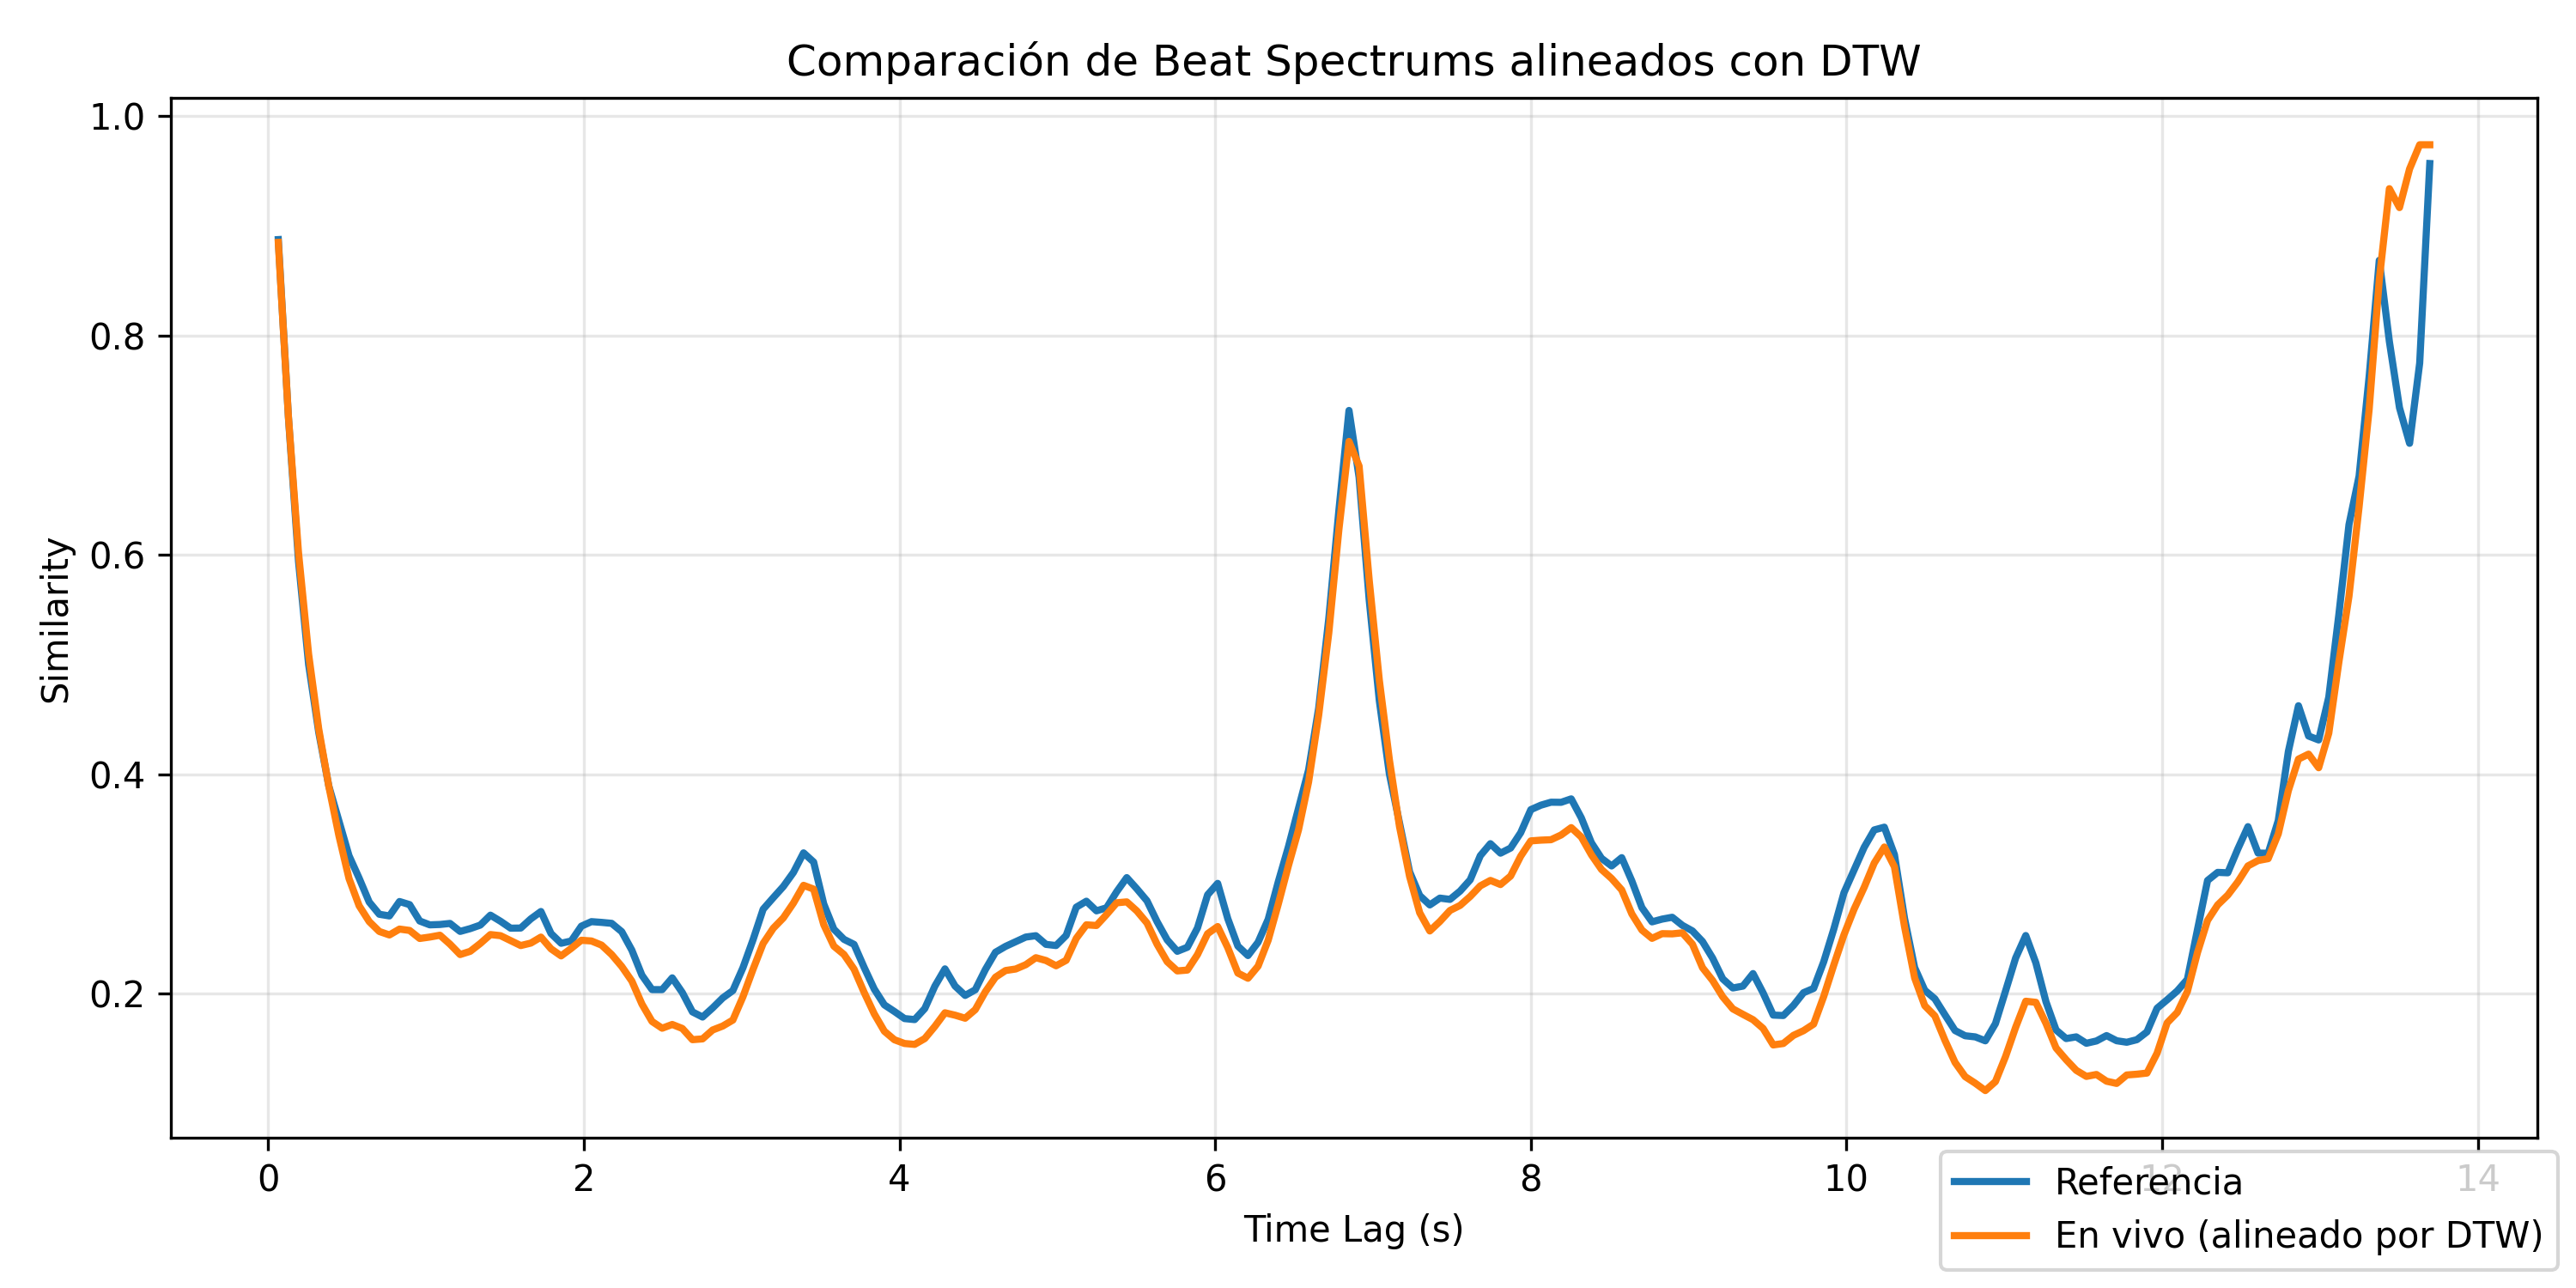 Comparación de Beat Spectrums alineados con DTW
1.0
0.8
0.6
0.4
0.2
Similarity
0 2 4 6 8 10 12 14
Time Lag (s)
Referencia
En vivo (alineado por DTW)